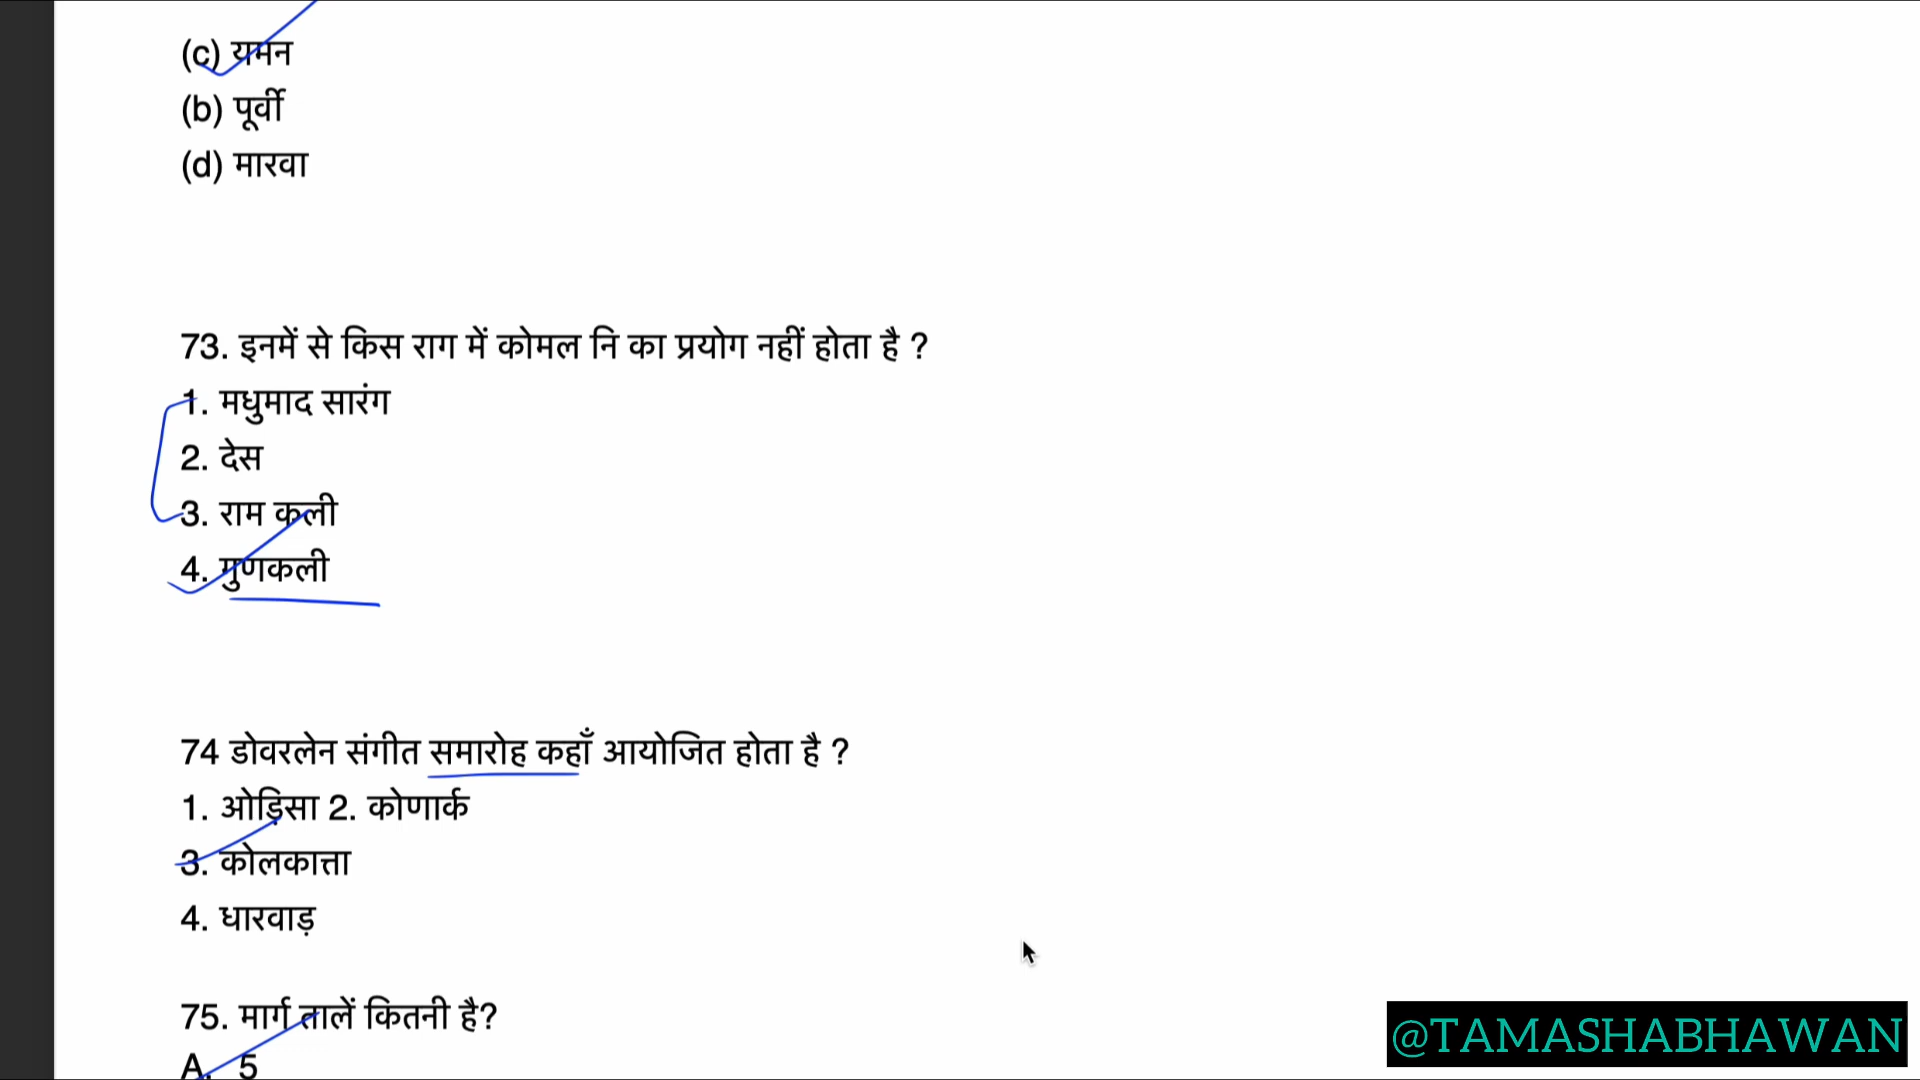 (c) यमन
(b) पूर्वी
(d) मारवा
73. इनमें से किस राग में कोमल नि का प्रयोग नहीं होता है ?
1. मधुमाद सारंग
2. देस
3. राम कली
4. गुणकली
74 डोवरलेन संगीत समारोह कहाँ आयोजित होता है ?
1. ओड़िसा 2. कोणार्क
3. कोलकात्ता
4. धारवाड़
75. मार्ग तालें कितनी है?
A. 5
@TAMASHABHAWAN